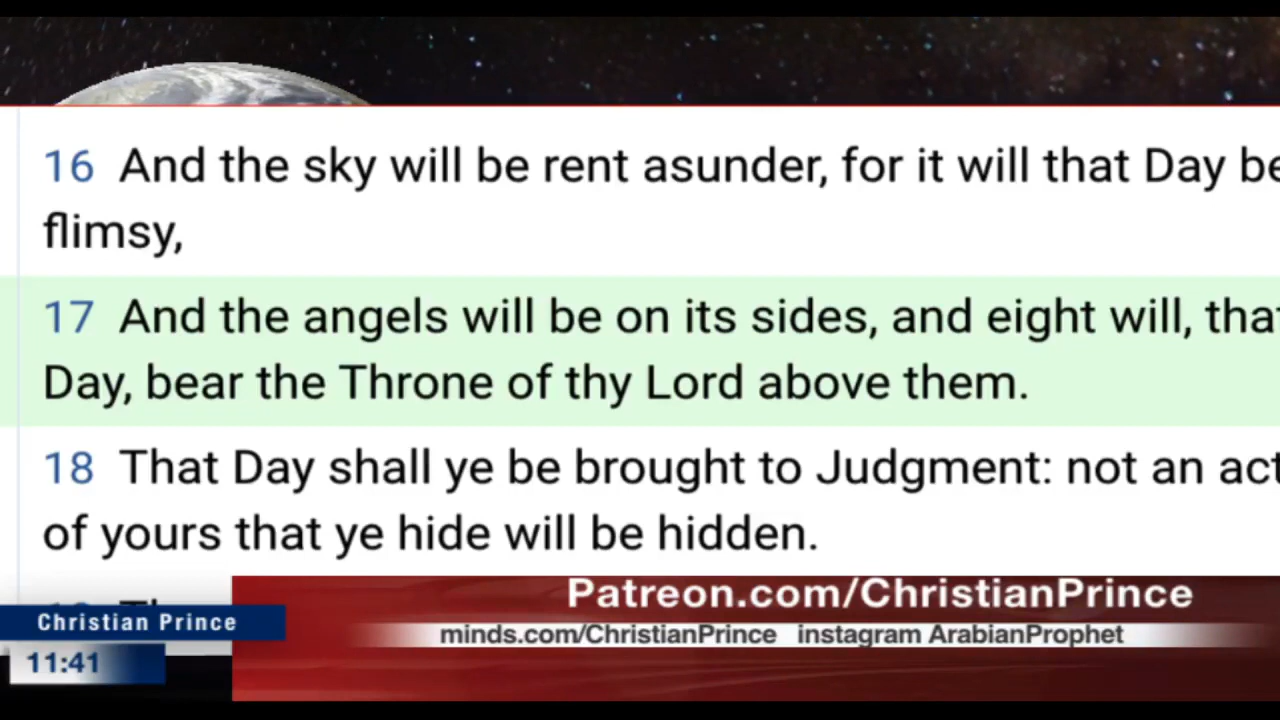 16 And the sky will be rent asunder, for it will that Day be
flimsy,
17 And the angels will be on its sides, and eight will, that
Day, bear the Throne of thy Lord above them.
18 That Day shall ye be brought to Judgment: not an act
of yours that ye hide will be hidden.
Patreon.com/ChristianPrince
Christian Prince
minds.com/ChristianPrince instagram ArabianProphet
11:41